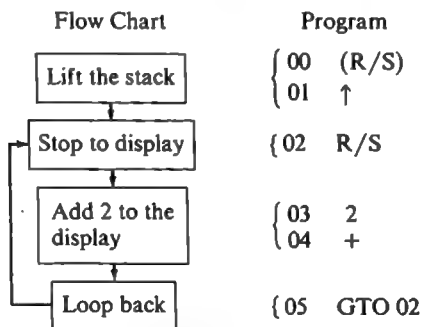 Flow Chart Program
Lift the stack
00 (R/S)
01 ↑
Stop to display
02 R/S
Add 2 to the
display
03 2
04 +
Loop back
05 GTO 02